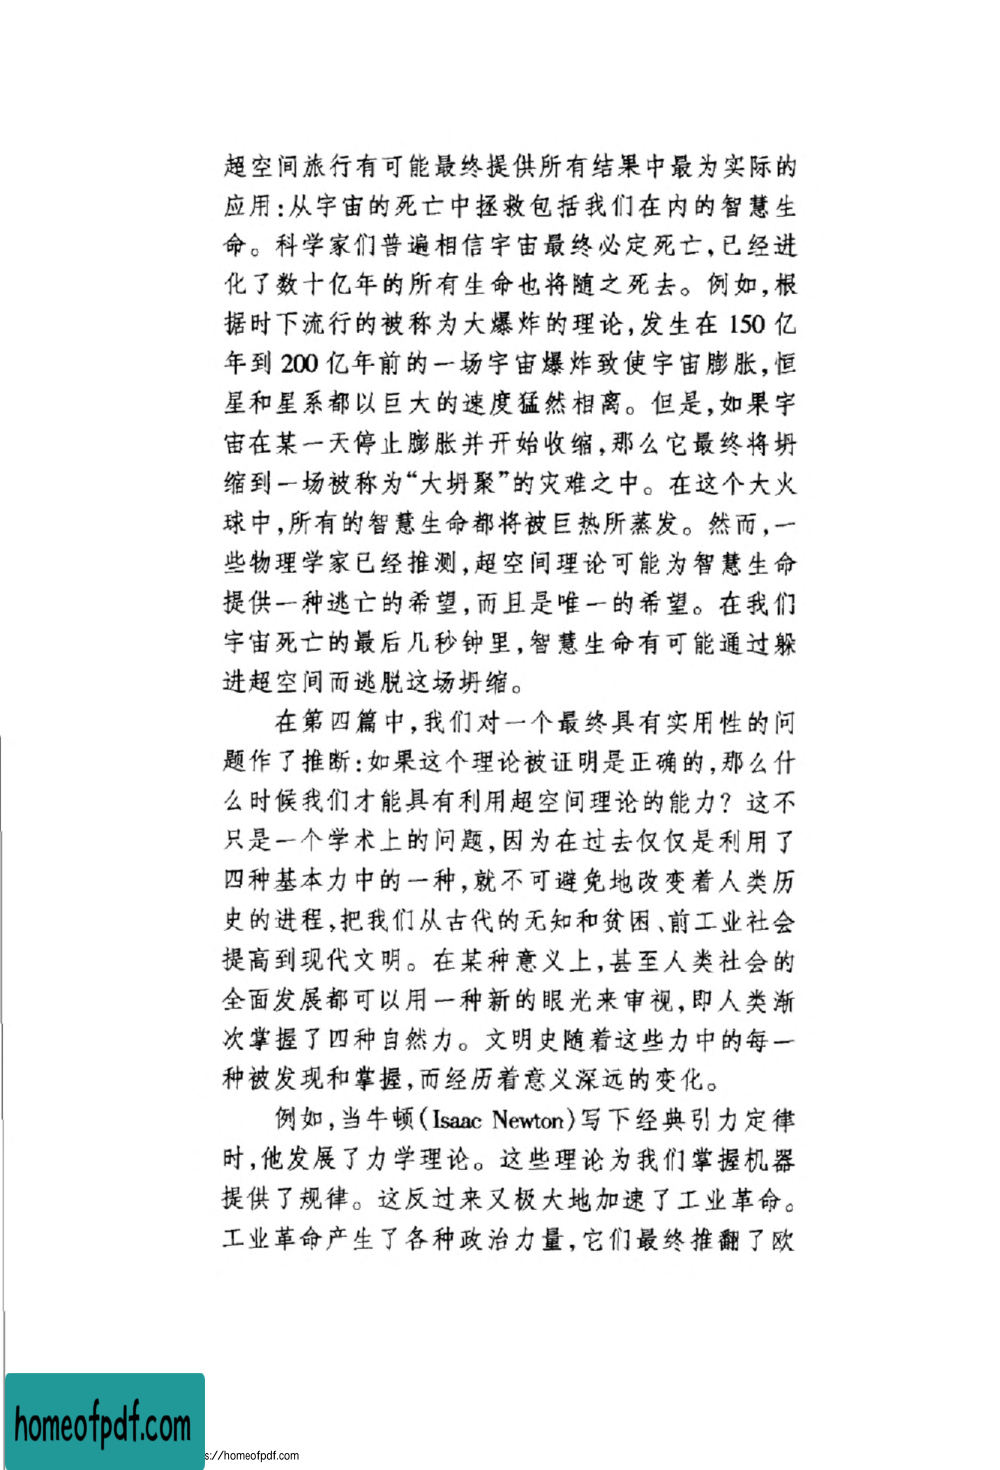 超空间旅行有可能最终提供所有结果中最为实际的
应用:从宇宙的死亡中拯救包括我们在内的智慧生
命。科学家们普遍相信宇宙最终必定死亡,已经进
化了数十亿年的所有生命也将随之死去。例如,根
据时下流行的被称为大爆炸的理论,发生在 150 亿
年到 200 亿年前的一场宇宙爆炸致使宇宙膨胀,恒
星和星系都以巨大的速度猛然相离。但是,如果宇
宙在某一天停止膨胀并开始收缩,那么它最终将坍
缩到一场被称为“大坍聚”的灾难之中。在这个大火
球中,所有的智慧生命都将被巨热所蒸发。然而,一
些物理学家已经推测,超空间理论可能为智慧生命
提供一种逃亡的希望,而且是唯一的希望。在我们
宇宙死亡的最后几秒钟里,智慧生命有可能通过躲
进超空间而逃脱这场坍缩。
在第四篇中,我们对一个最终具有实用性的问
题作了推断:如果这个理论被证明是正确的,那么什
么时候我们才能具有利用超空间理论的能力? 这不
只是一个学术上的问题,因为在过去仅仅是利用了
四种基本力中的一种,就不可避免地改变着人类历
史的进程,把我们从古代的无知和贫困、前工业社会
提高到现代文明。在某种意义上,甚至人类社会的
全面发展都可以用一种新的眼光来审视,即人类渐
次掌握了四种自然力。文明史随着这些力中的每一
种被发现和掌握,而经历着意义深远的变化。
例如,当牛顿(Isaac Newton)写下经典引力定律
时,他发展了力学理论。这些理论为我们掌握机器
提供了规律。这反过来又极大地加速了工业革命。
工业革命产生了各种政治力量,它们最终推翻了欧
homeofpdf.com
s://homeofpdf.com